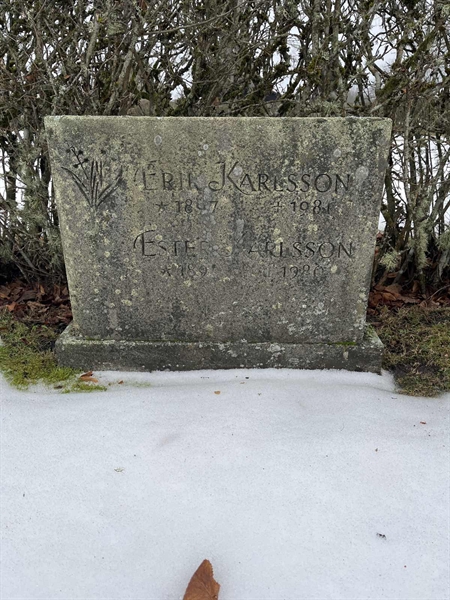 ERIK KARLSSON
* 1897 † 1981
ESTER KARLSSON
† 1980